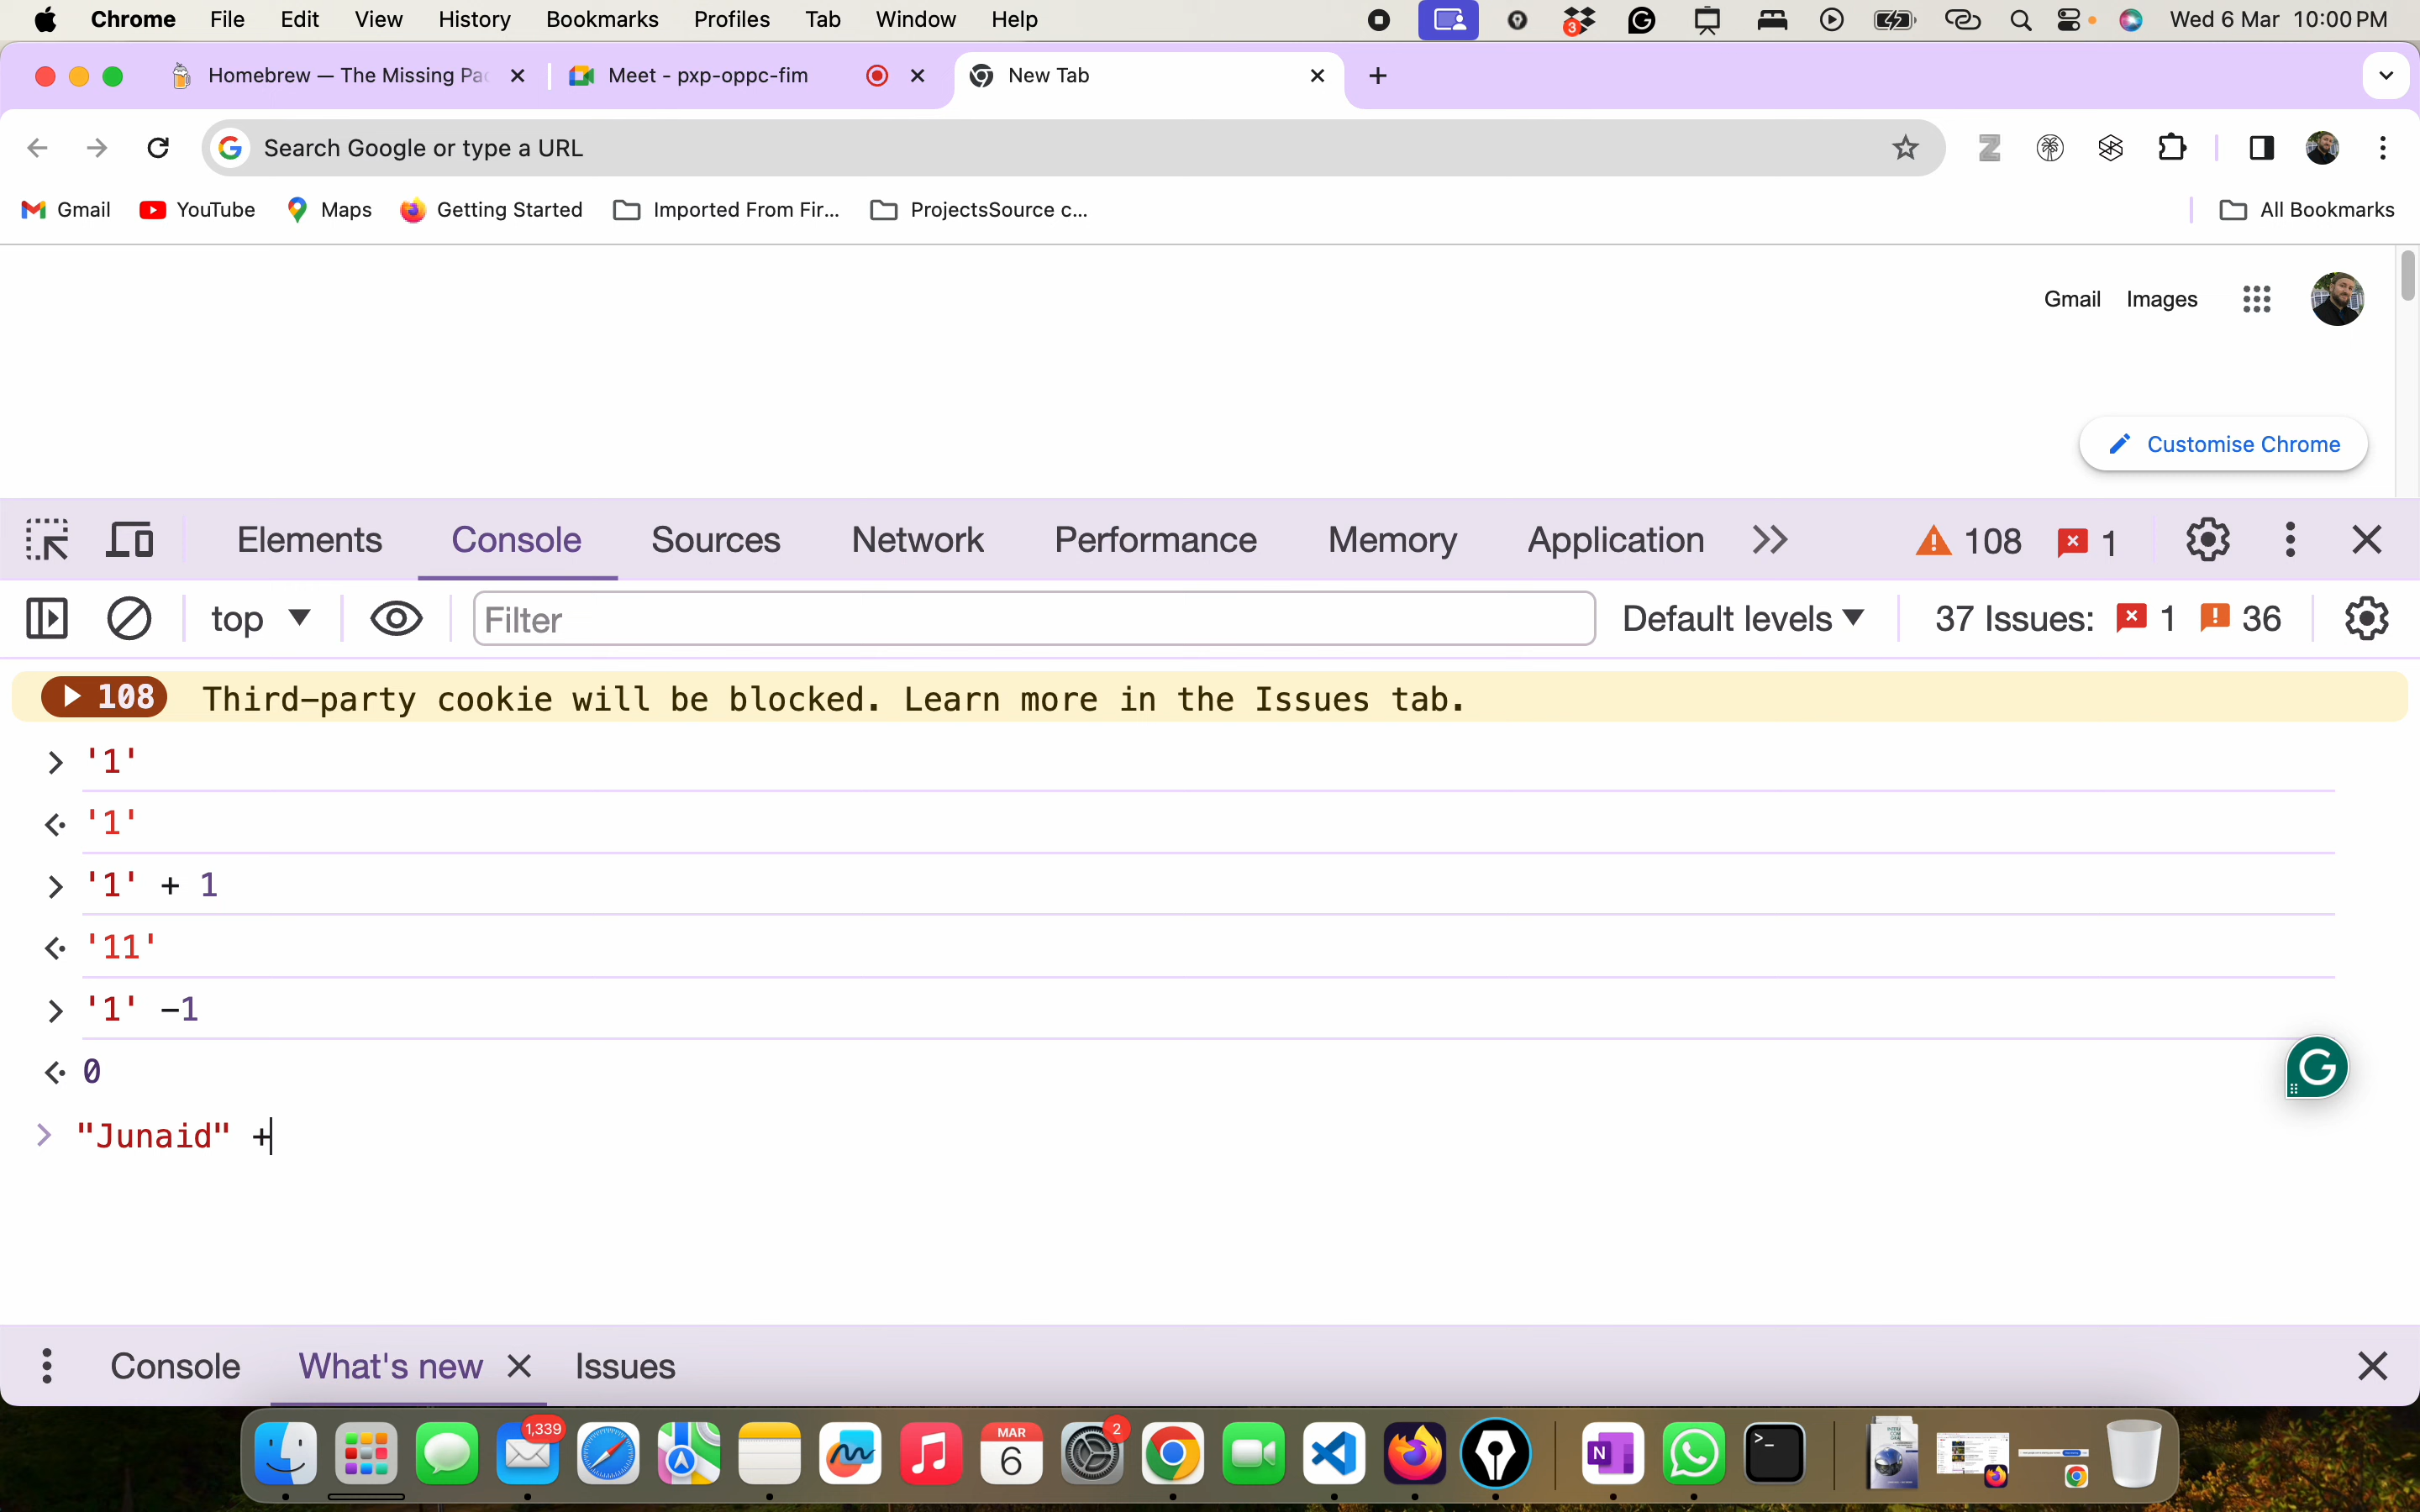 Chrome File Edit View History Bookmarks Profiles Tab Window Help 3 Wed 6 Mar 10:00 PM
Homebrew — The Missing Pac Meet - pxp-oppc-fim New Tab
Search Google or type a URL
Gmail YouTube Maps Getting Started Imported From Fir... ProjectsSource c... All Bookmarks
Gmail Images
Customise Chrome
Elements Console Sources Network Performance Memory Application 108 1
top Filter Default levels 37 Issues: 1 36
108 Third-party cookie will be blocked. Learn more in the Issues tab.
> '1'
'1'
> '1' + 1
'11'
> '1' -1
0
> "Junaid" +
Console What's new Issues
1,339 MAR 6 2 N